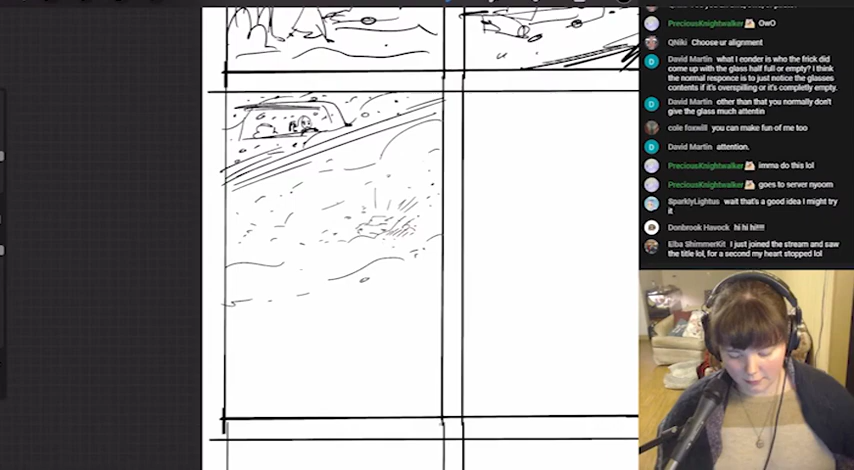 PreciousKnightwalker OwO
QNiki Choose ur alignment
David Martin what I eonder is who the frick did
come up with the glass half full or empty? I think
the normal responce is to just notice the glasses
contents if it's overspilling or it's completly empty.
David Martin other than that you normally don't
give the glass much attentin
cole foxwill you can make fun of me too
David Martin attention.
PreciousKnightwalker imma do this lol
PreciousKnightwalker goes to server nyoom
SparklyLightus wait that's a good idea I might try
it
Donbrook Havock hi hi hi!!!!
Elba ShimmerKit I just joined the stream and saw
the title lol, for a second my heart stopped lol